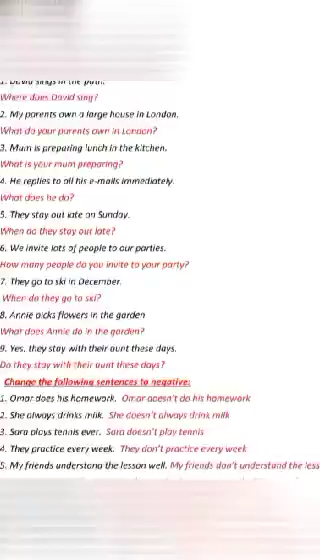 1. David sings in the path.
Where does David sing?
2. My parents own a large house in London.
What do your parents own in London?
3. Mum is preparing lunch in the kitchen.
What is your mum preparing?
4. He replies to all his e-mails immediately.
What does he do?
5. They stay out late on Sunday.
When do they stay out late?
6. We invite lots of people to our parties.
How many people do you invite to your party?
7. They go to ski in December.
When do they go to ski?
8. Annie picks flowers in the garden
What does Annie do in the garden?
9. Yes, they stay with their aunt these days.
Do they stay with their aunt these days?
Change the following sentences to negative:
1. Omar does his homework. Omar doesn't do his homework
2. She always drinks milk. She doesn't always drink milk
3. Sara plays tennis ever. Sara doesn't play tennis
4. They practice every week. They don't practice every week
5. My friends understand the lesson well. My friends don't understand the less